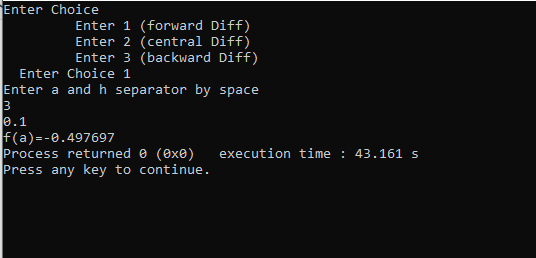 Enter Choice
Enter 1 (forward Diff)
Enter 2 (central Diff)
Enter 3 (backward Diff)
Enter Choice 1
Enter a and h separator by space
3
0.1
f(a)=-0.497697
Process returned 0 (0x0)   execution time : 43.161 s
Press any key to continue.